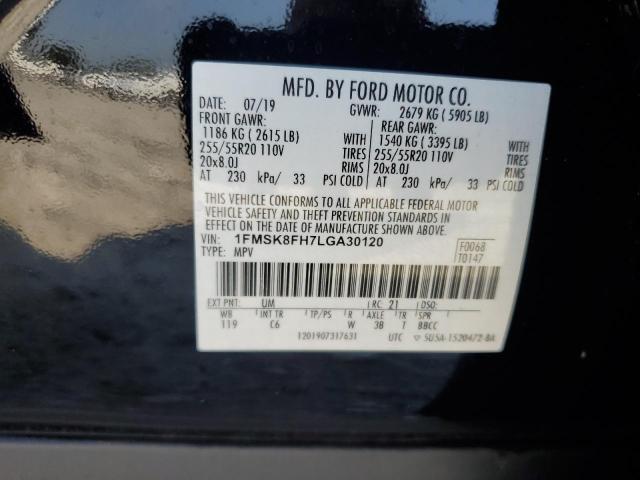 MFD. BY FORD MOTOR CO.
DATE: 07/19 GVWR: 2679 KG ( 5905 LB)
FRONT GAWR: REAR GAWR:
1186 KG ( 2615 LB) WITH 1540 KG ( 3395 LB) WITH
255/55R20 110V TIRES 255/55R20 110V TIRES
20x8.0J RIMS 20x8.0J RIMS
AT 230 kPa/ 33 PSI COLD AT 230 kPa/ 33 PSI COLD
THIS VEHICLE CONFORMS TO ALL APPLICABLE FEDERAL MOTOR
VEHICLE SAFETY AND THEFT PREVENTION STANDARDS IN
EFFECT ON THE DATE OF MANUFACTURE SHOWN ABOVE.
VIN: 1FMSK8FH7LGA30120 F0068
TYPE: MPV T0147
EXT PNT: UM RC: 21 DSO:
WB INT TR TP/PS R AXLE TR SPR
119 C6 W 3B T BBCC
1201907317631 UTC ▽ 5U5A-1520472-BA